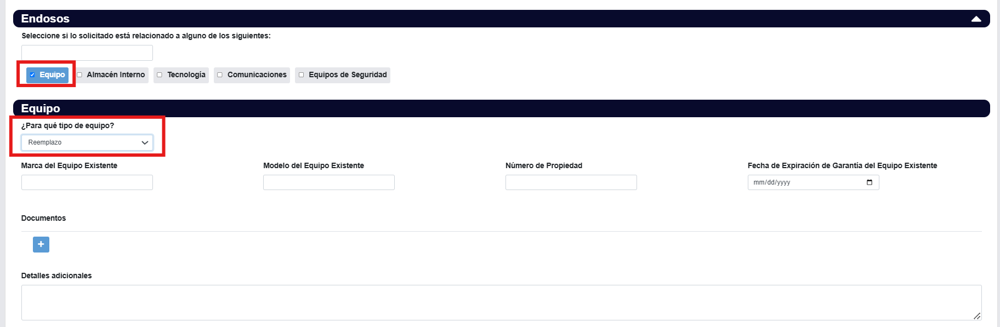 Endosos
Seleccione si lo solicitado está relacionado a alguno de los siguientes:
Equipo Almacén Interno Tecnología Comunicaciones Equipos de Seguridad
Equipo
¿Para qué tipo de equipo?
Reemplazo
Marca del Equipo Existente Modelo del Equipo Existente Número de Propiedad Fecha de Expiración de Garantía del Equipo Existente
mm/dd/yyyy
Documentos
+
Detalles adicionales